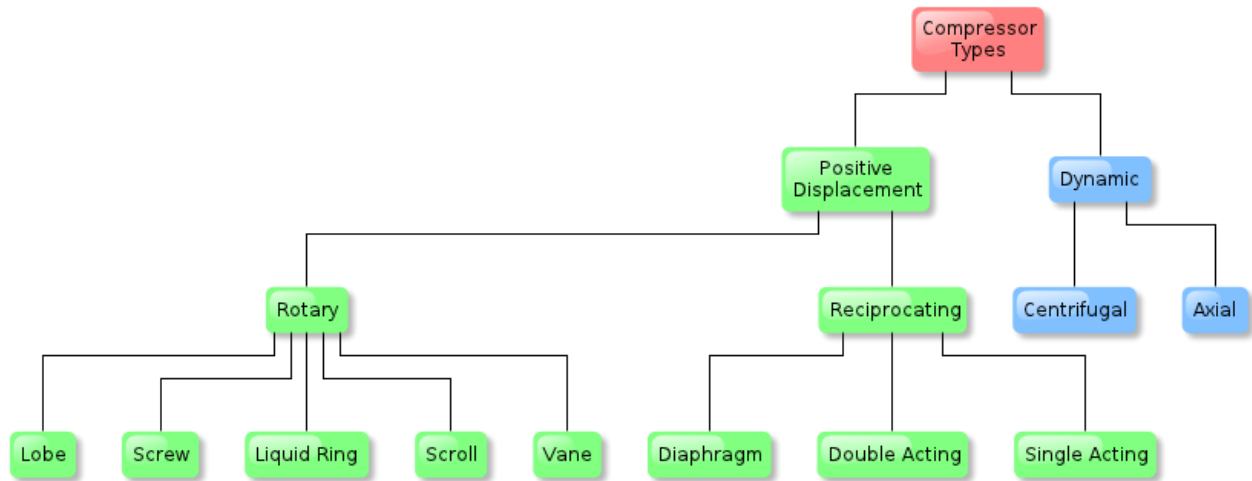 Compressor
Types
Positive
Displacement
Dynamic
Rotary
Reciprocating
Centrifugal
Axial
Lobe
Screw
Liquid Ring
Scroll
Vane
Diaphragm
Double Acting
Single Acting